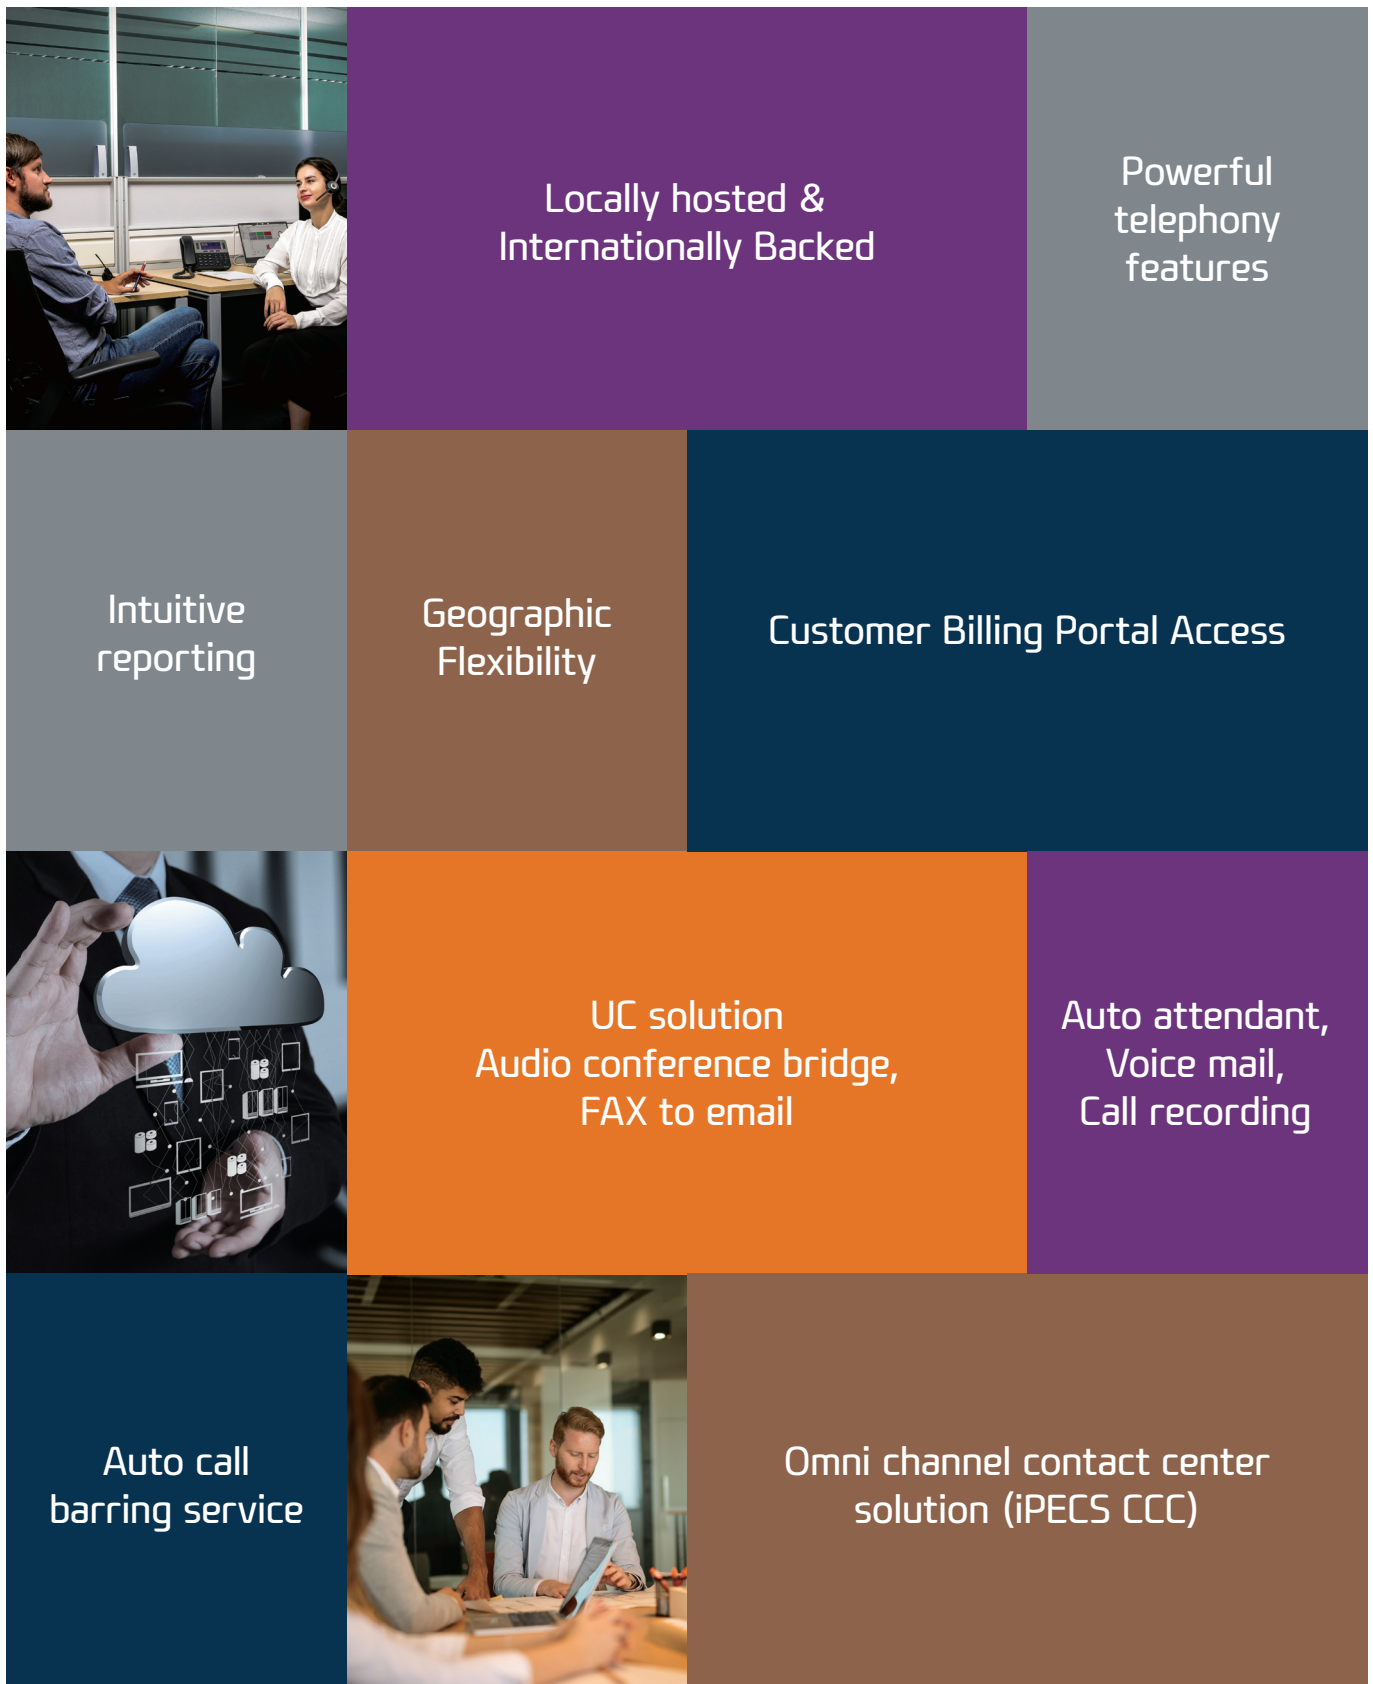 Locally hosted &
Internationally Backed
Powerful
telephony
features
Intuitive
reporting
Geographic
Flexibility
Customer Billing Portal Access
UC solution
Audio conference bridge,
FAX to email
Auto attendant,
Voice mail,
Call recording
Auto call
barring service
Omni channel contact center
solution (iPECS CCC)